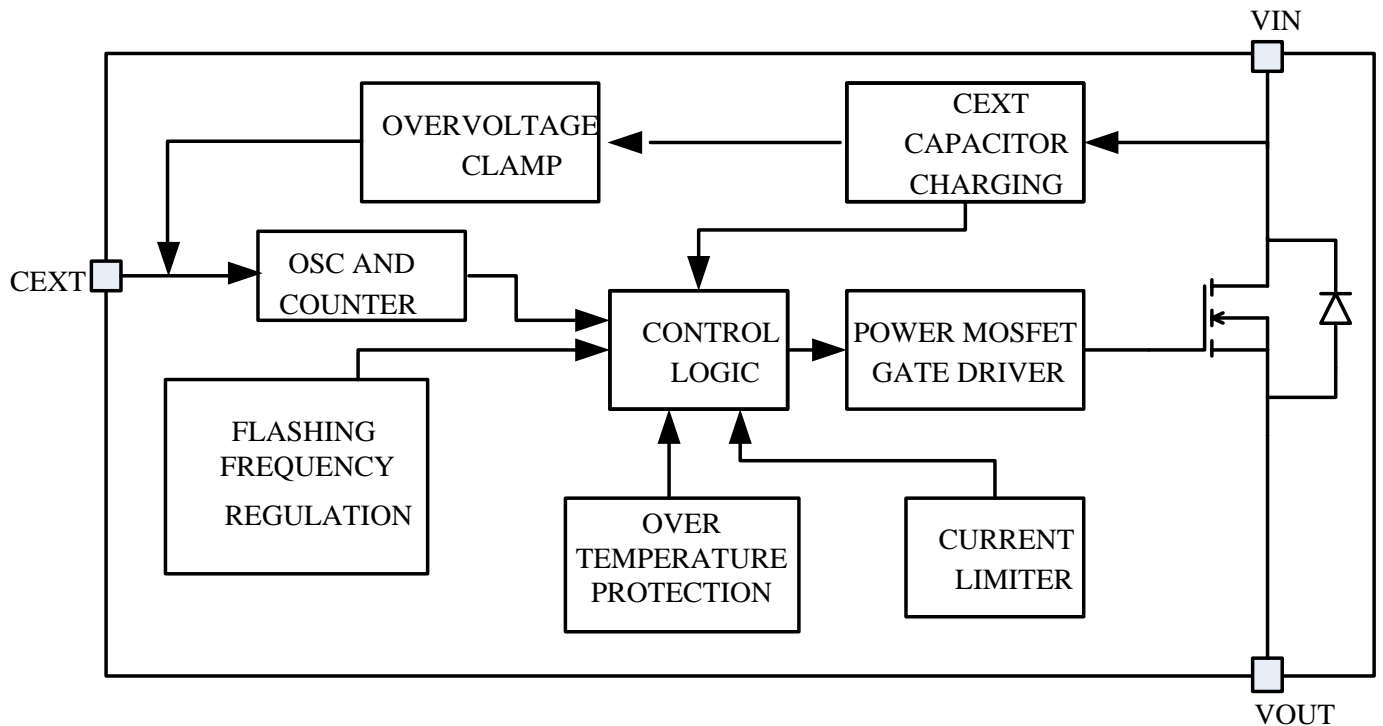 VIN
OVERVOLTAGE
CLAMP
CEXT
CAPACITOR
CHARGING
CEXT
OSC AND
COUNTER
CONTROL
LOGIC
POWER MOSFET
GATE DRIVER
FLASHING
FREQUENCY
REGULATION
OVER
TEMPERATURE
PROTECTION
CURRENT
LIMITER
VOUT